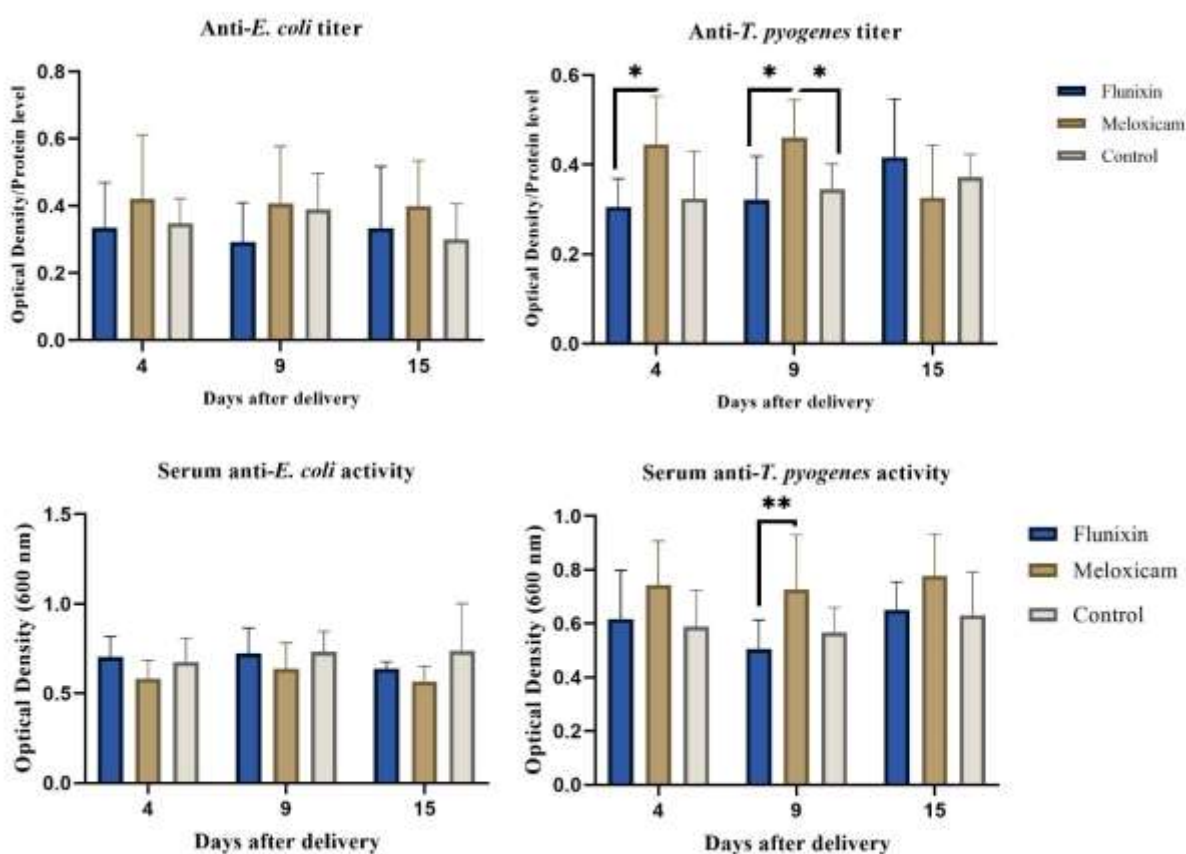 Anti-E. coli titer
Optical Density/Protein level
0.8
0.6
0.4
0.2
0.0
4 9 15
Days after delivery
Anti-T. pyogenes titer
Optical Density/Protein level
0.6
0.4
0.2
0.0
* * *
4 9 15
Days after delivery
Flunixin
Meloxicam
Control
Serum anti-E. coli activity
Optical Density (600 nm)
1.5
1.0
0.5
0.0
4 9 15
Days after delivery
Serum anti-T. pyogenes activity
Optical Density (600 nm)
1.0
0.8
0.6
0.4
0.2
0.0
**
4 9 15
Days after delivery
Flunixin
Meloxicam
Control